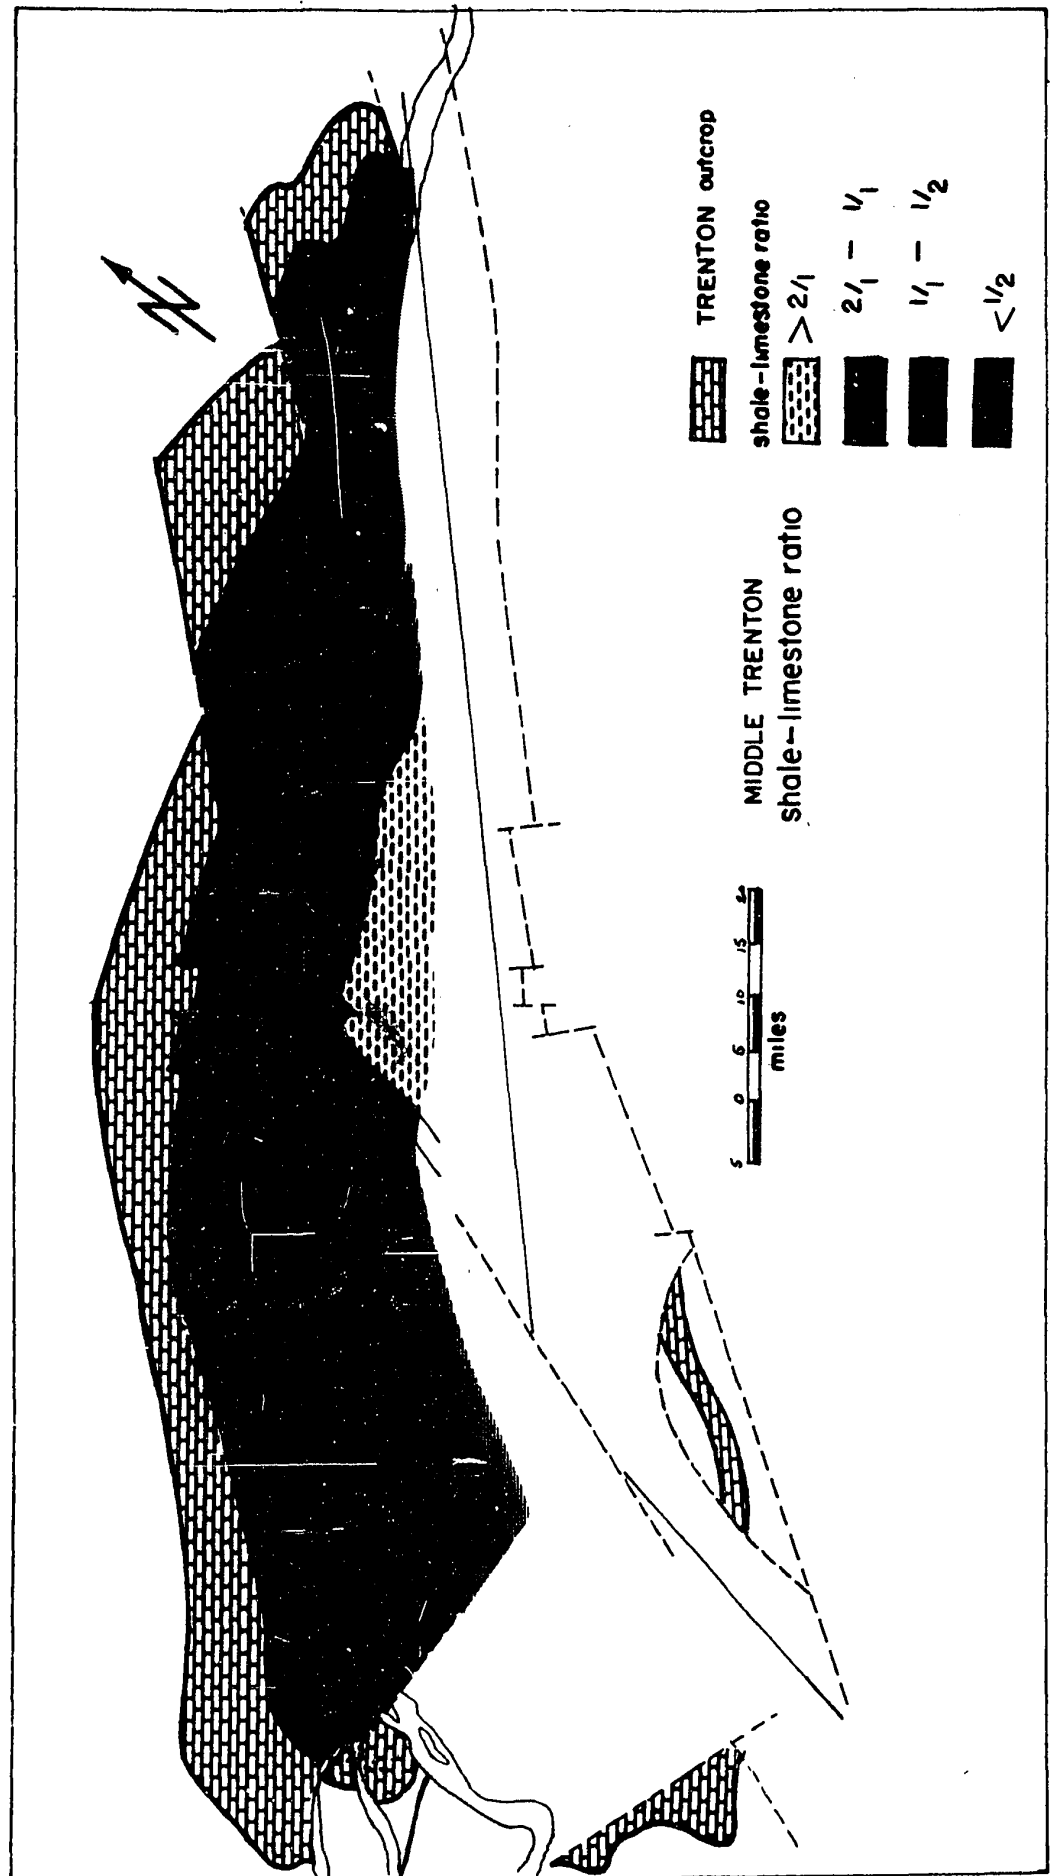 N
TRENTON outcrop
shale-limestone ratio
> 2/1
2/1 - 1/1
1/1 - 1/2
< 1/2
MIDDLE TRENTON
shale-limestone ratio
5 0 5 10 15
miles